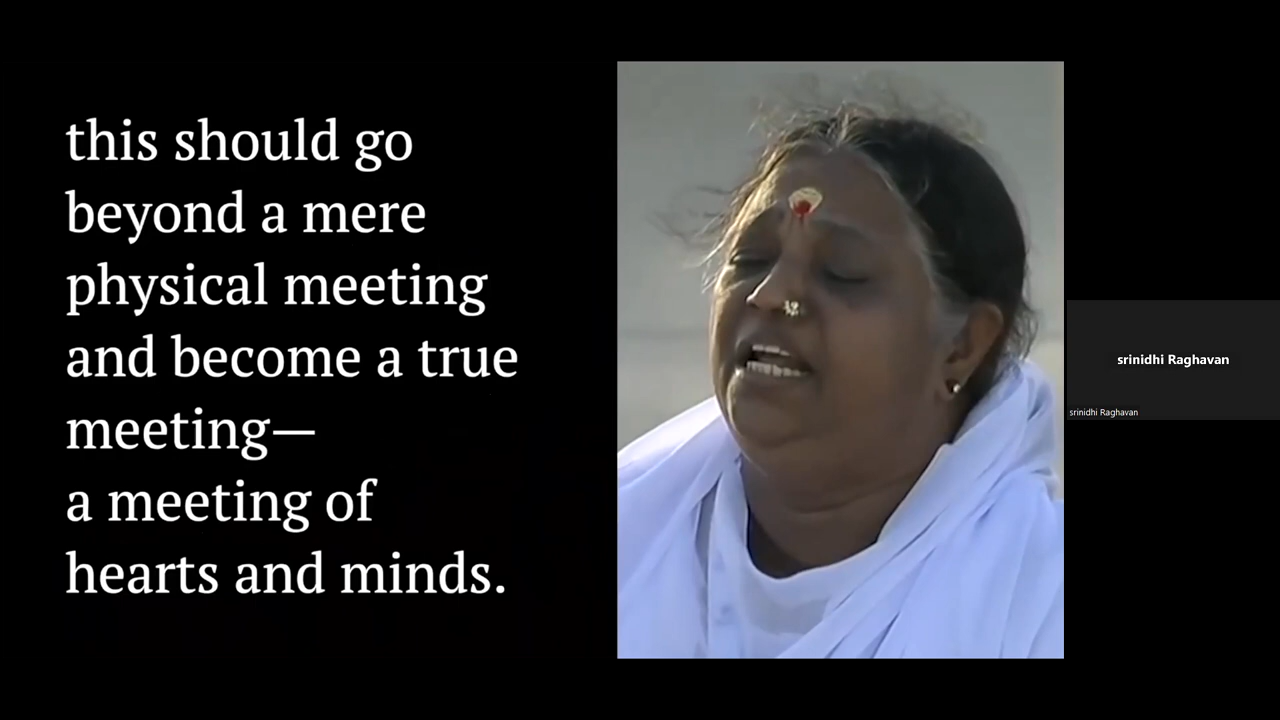 this should go
beyond a mere
physical meeting
and become a true
meeting—
a meeting of
hearts and minds.
srinidhi Raghavan
srinidhi Raghavan